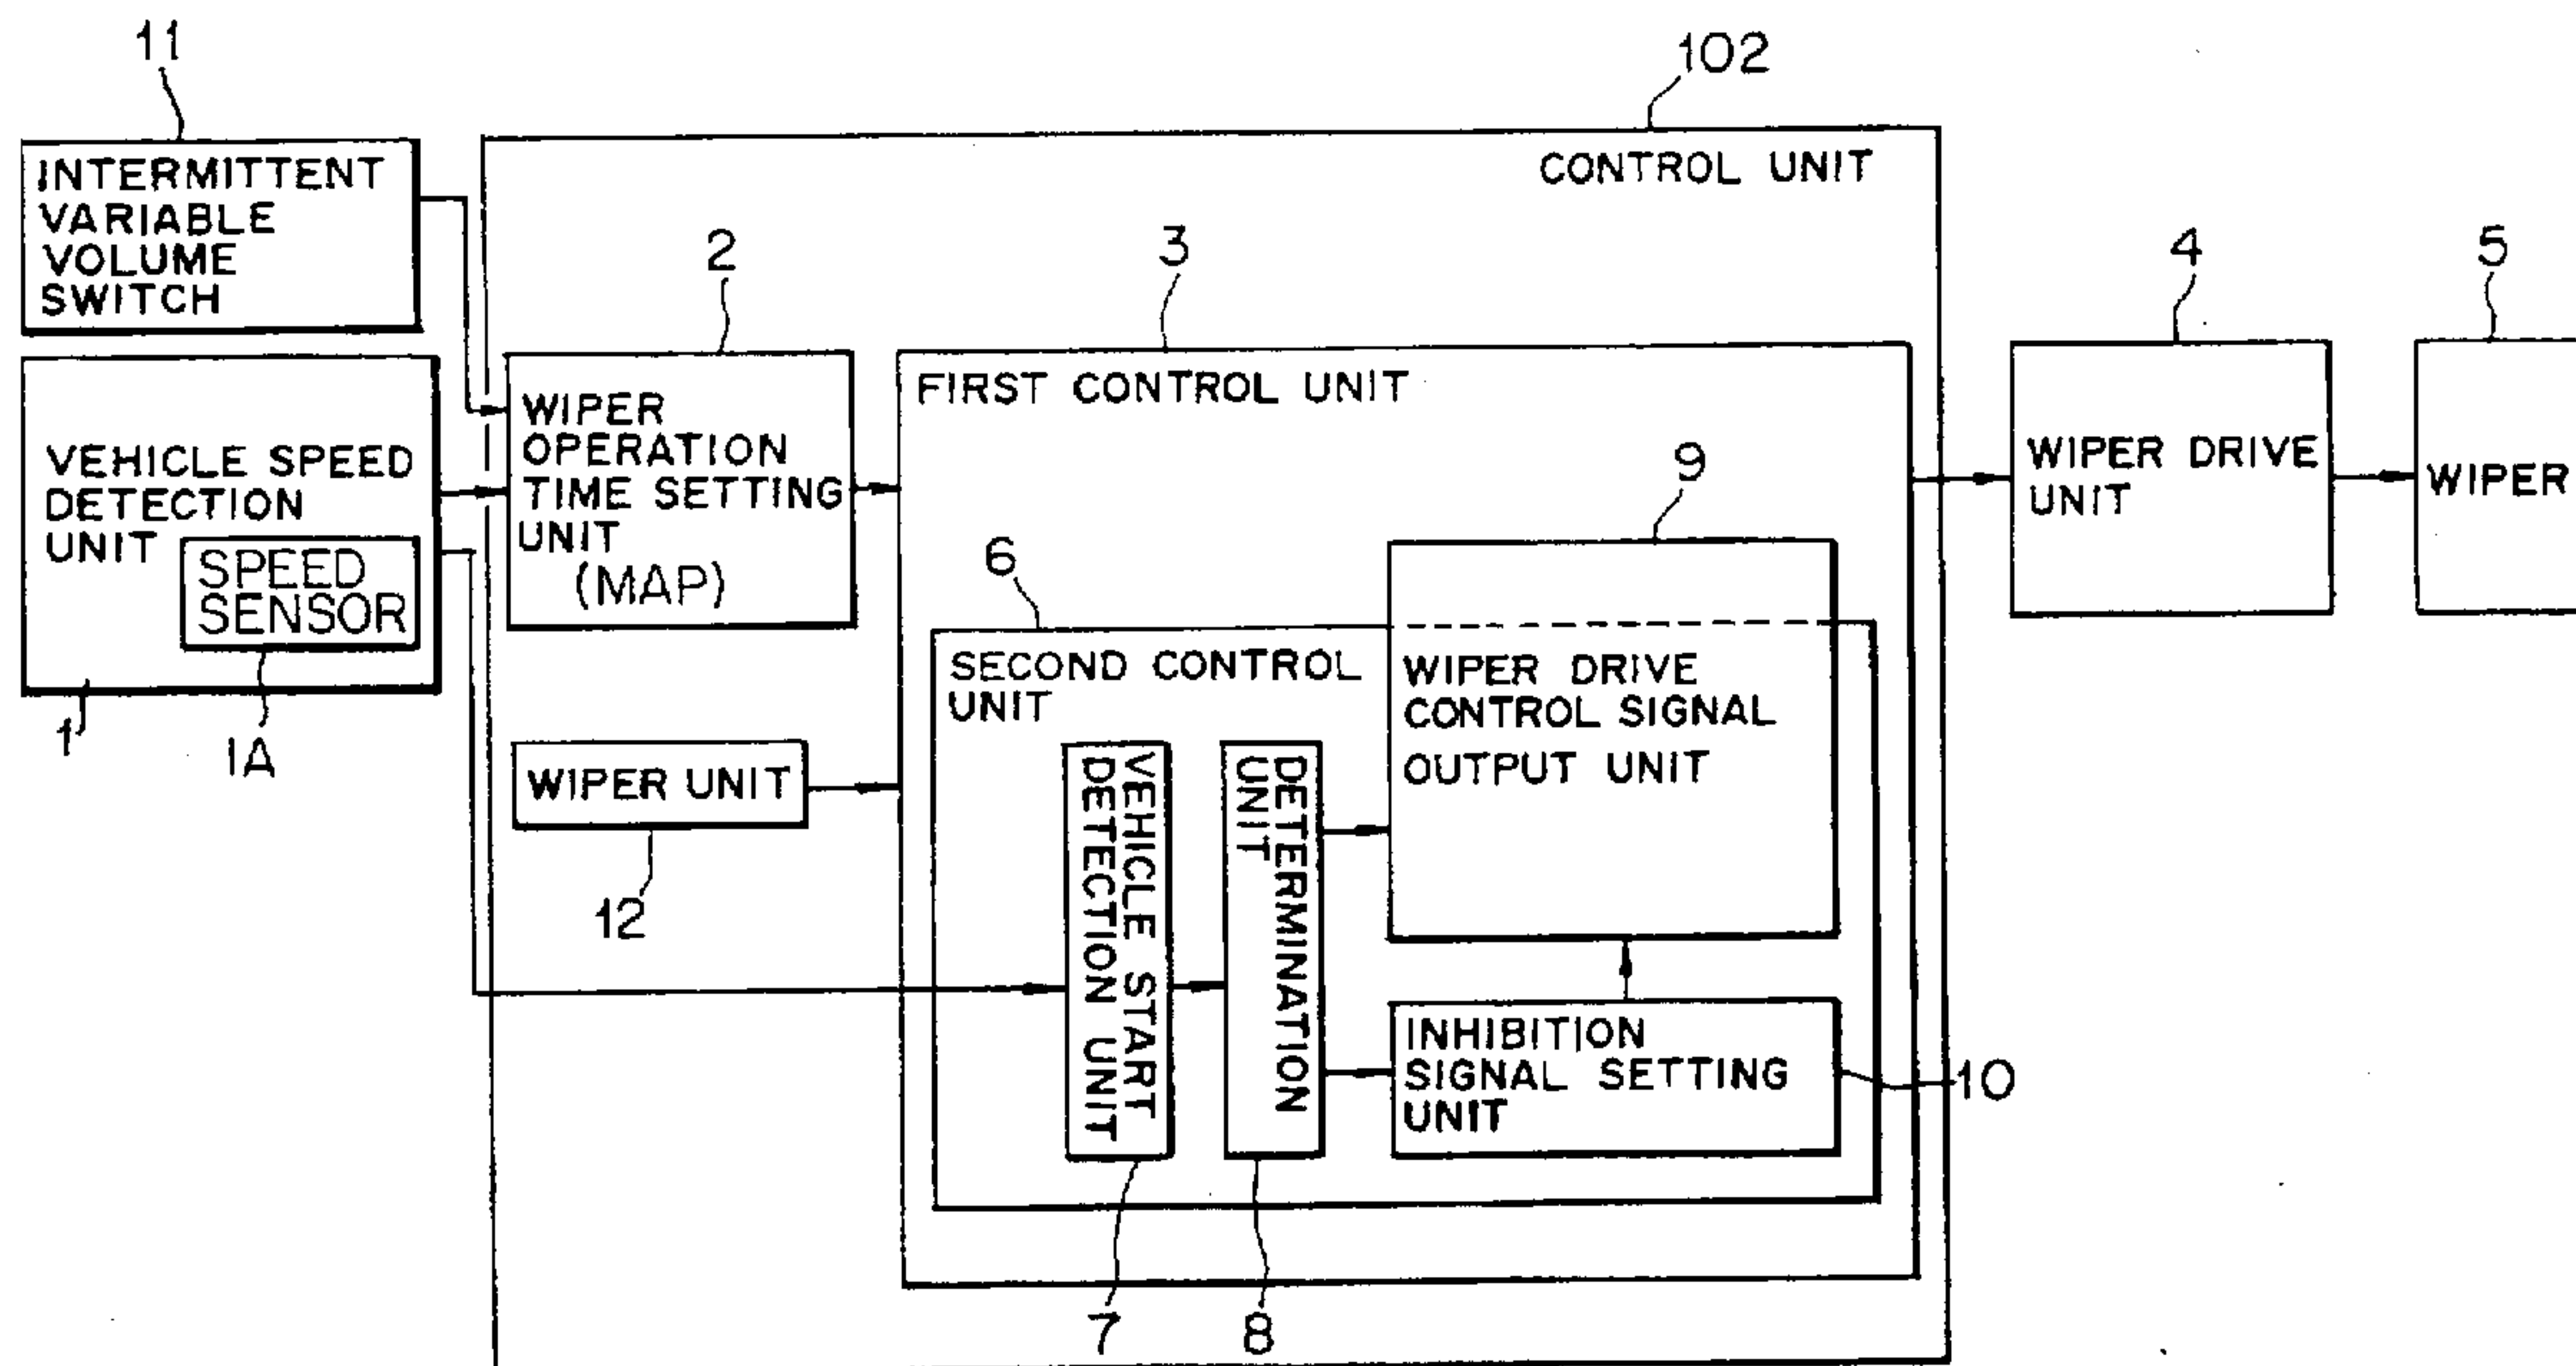 11
102
INTERMITTENT
VARIABLE
VOLUME
SWITCH
CONTROL UNIT
2
3
4
5
VEHICLE SPEED
DETECTION
UNIT
SPEED
SENSOR
1
1A
WIPER
OPERATION
TIME SETTING
UNIT
(MAP)
FIRST CONTROL UNIT
WIPER DRIVE
UNIT
WIPER
6
9
SECOND CONTROL
UNIT
WIPER DRIVE
CONTROL SIGNAL
OUTPUT UNIT
WIPER UNIT
12
VEHICLE START
DETECTION UNIT
DETERMINATION
UNIT
INHIBITION
SIGNAL SETTING
UNIT
10
7
8